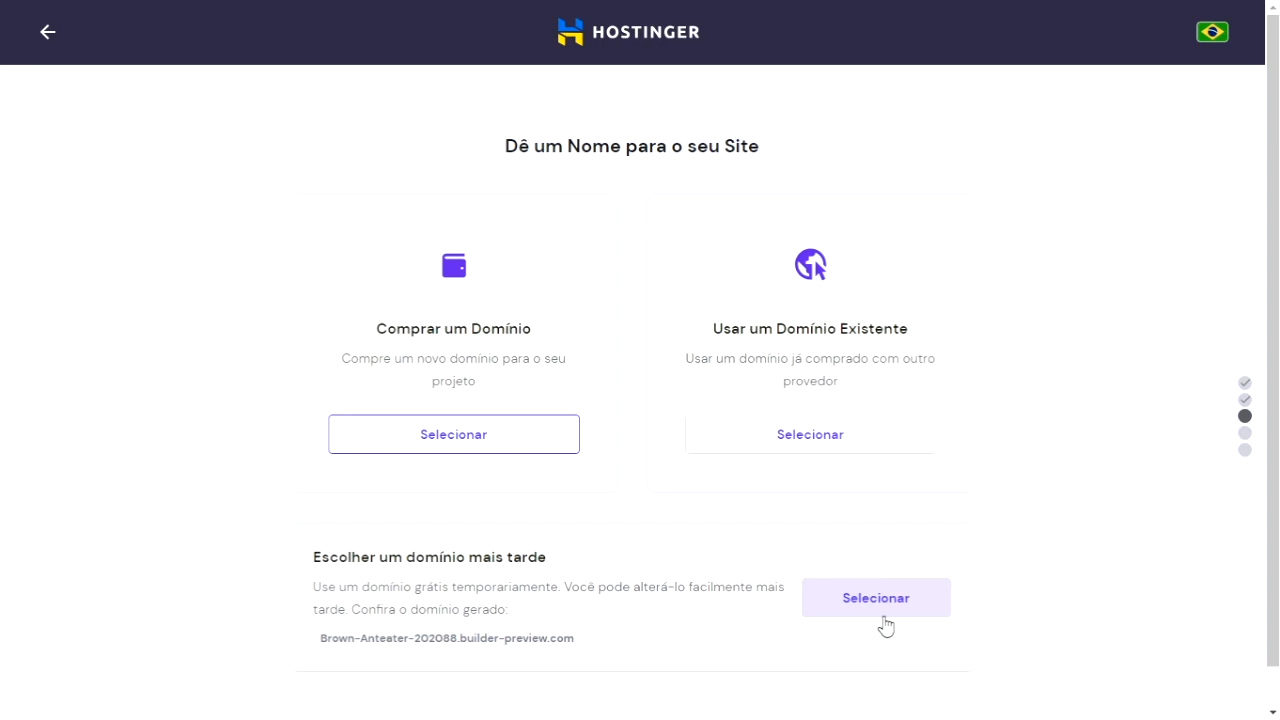 HOSTINGER
Dê um Nome para o seu Site
Comprar um Domínio
Compre um novo domínio para o seu
projeto
Selecionar
Usar um Domínio Existente
Usar um domínio já comprado com outro
provedor
Selecionar
Escolher um domínio mais tarde
Use um domínio grátis temporariamente. Você pode alterá-lo facilmente mais
tarde. Confira o domínio gerado:
Brown-Anteater-202088.builder-preview.com
Selecionar